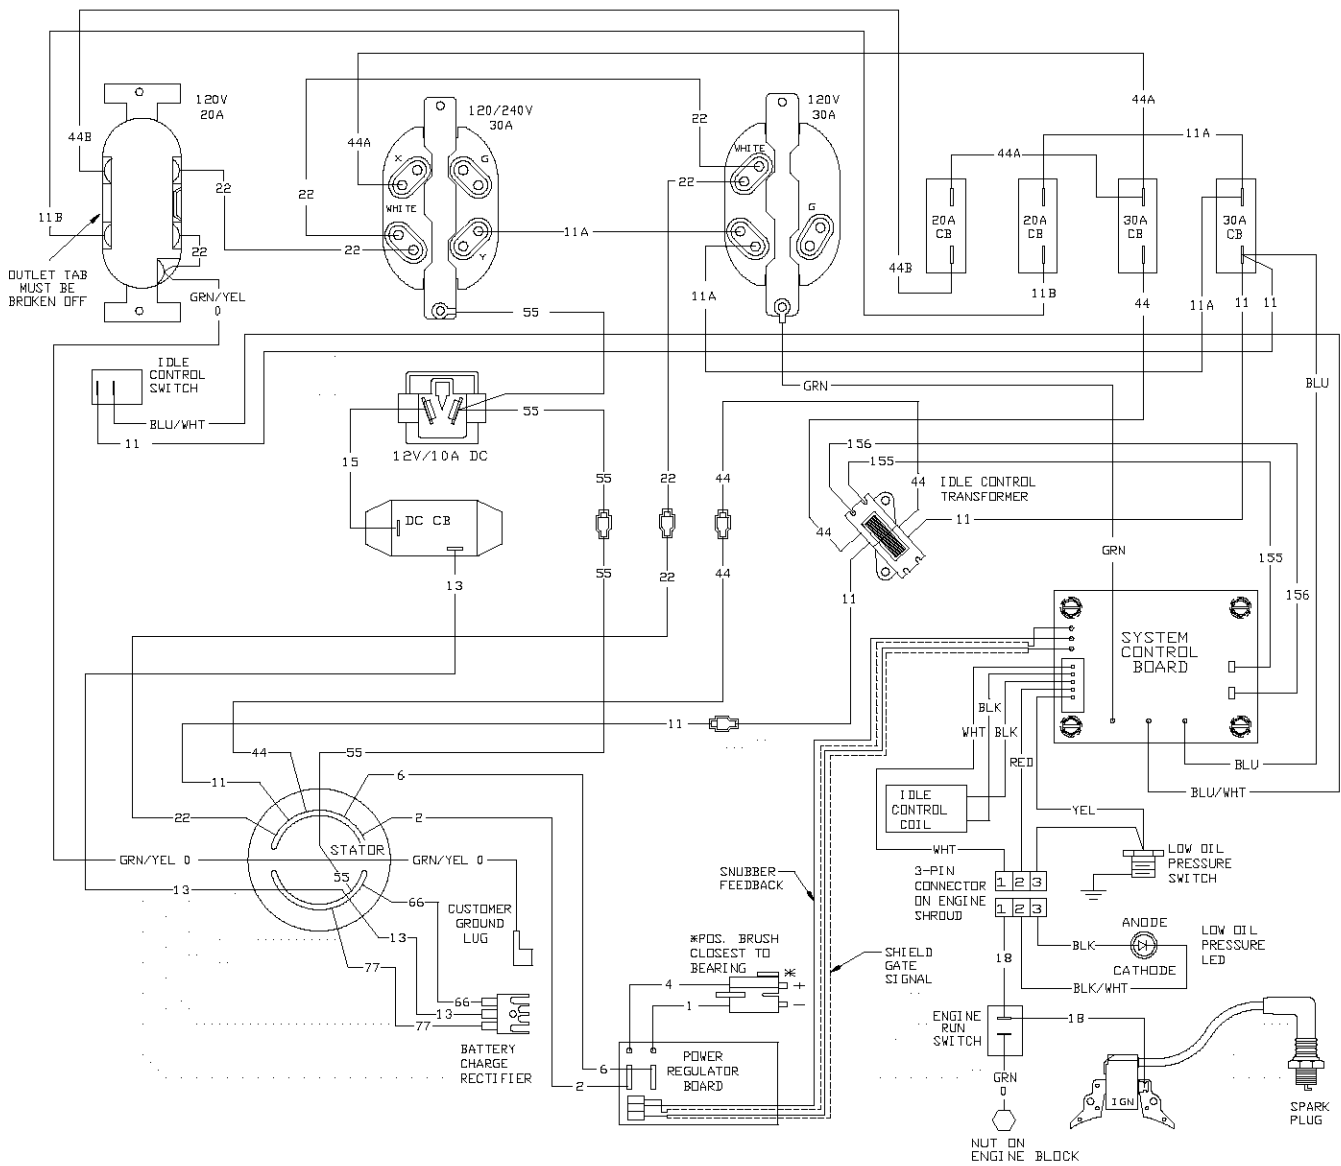 120V
20A
120/240V
30A
120V
30A
44A
44B
44A
22
22
11A
44A
X
G
WHITE
22
22
WHITE
22
G
20A
CB
20A
CB
30A
CB
30A
CB
11B
22
22
Y
11A
OUTLET TAB
MUST BE
BROKEN OFF
GRN/YEL
0
55
11A
44B
11B
44
11A
11
11
IDLE
CONTROL
SWITCH
BLU/WHT
11
GRN
BLU
55
15
12V/10A DC
DC CB
13
55
22
44
55
22
44
156
155
44
IDLE CONTROL
TRANSFORMER
11
44
11
GRN
155
156
SYSTEM
CONTROL
BOARD
11
BLK
WHT
BLK
RED
BLU
BLU/WHT
44
55
11
6
22
2
STATOR
GRN/YEL 0
GRN/YEL 0
55
13
66
13
77
CUSTOMER
GROUND
LUG
66
13
77
BATTERY
CHARGE
RECTIFIER
IDLE
CONTROL
COIL
YEL
WHT
LOW OIL
PRESSURE
SWITCH
3-PIN
CONNECTOR
ON ENGINE
SHROUD
1 2 3
1 2 3
SNUBBER
FEEDBACK
*POS. BRUSH
CLOSEST TO
BEARING
*
4
+
1
–
SHIELD
GATE
SIGNAL
18
ANODE
BLK
CATHODE
BLK/WHT
LOW OIL
PRESSURE
LED
ENGINE
RUN
SWITCH
18
GRN
0
NUT ON
ENGINE BLOCK
IGN
SPARK
PLUG
6
2
POWER
REGULATOR
BOARD